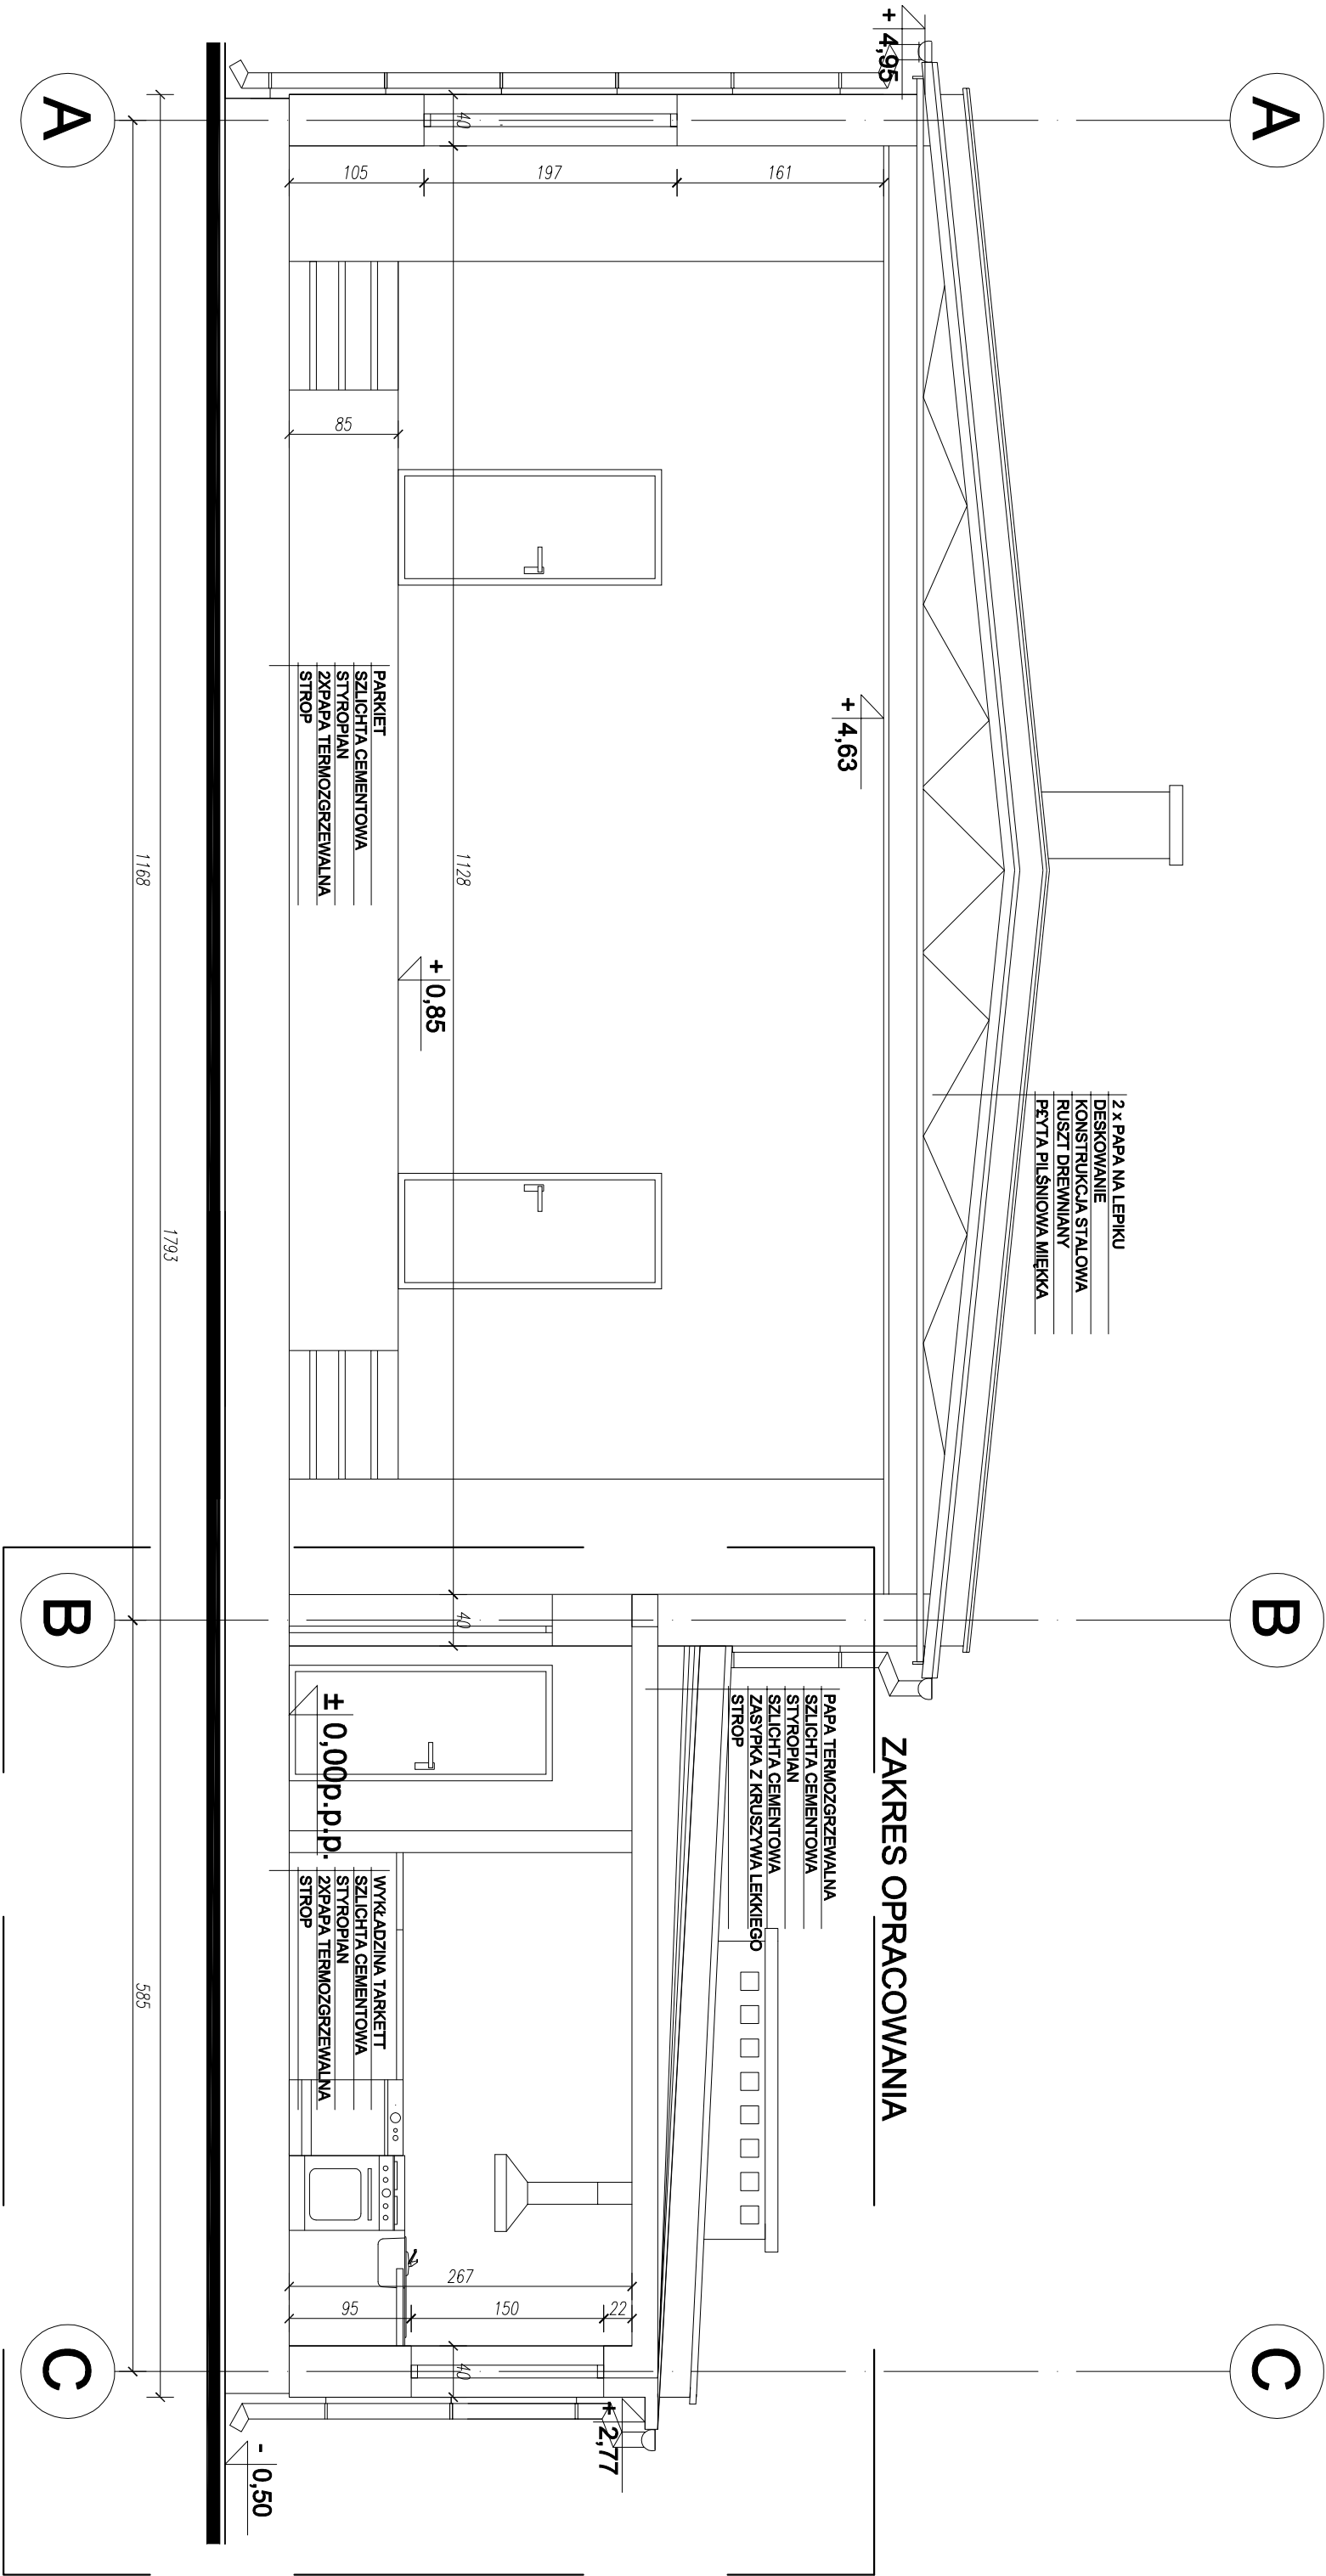 A
B
C
2 x PAPA NA LEPIKU
DESKOWANIE
KONSTRUKCJA STALOWA
RUSZT DREWNIANY
P£YTA PILŚNIOWA MIĘKKA
+ 4,95
+ 4,63
161
197
105
ZAKRES OPRACOWANIA
PAPA TERMOZGRZEWALNA
SZLICHTA CEMENTOWA
STYROPIAN
SZLICHTA CEMENTOWA
ZASYPKA Z KRUSZYWA LEKKIEGO
STROP
+ 2,77
40
1128
40
40
267
22
150
95
+ 0,85
85
± 0,00p.p.p.
PARKIET
SZLICHTA CEMENTOWA
STYROPIAN
2XPAPA TERMOZGRZEWALNA
STROP
WYKŁADZINA TARKETT
SZLICHTA CEMENTOWA
STYROPIAN
2XPAPA TERMOZGRZEWALNA
STROP
- 0,50
1793
1168
585
A
B
C